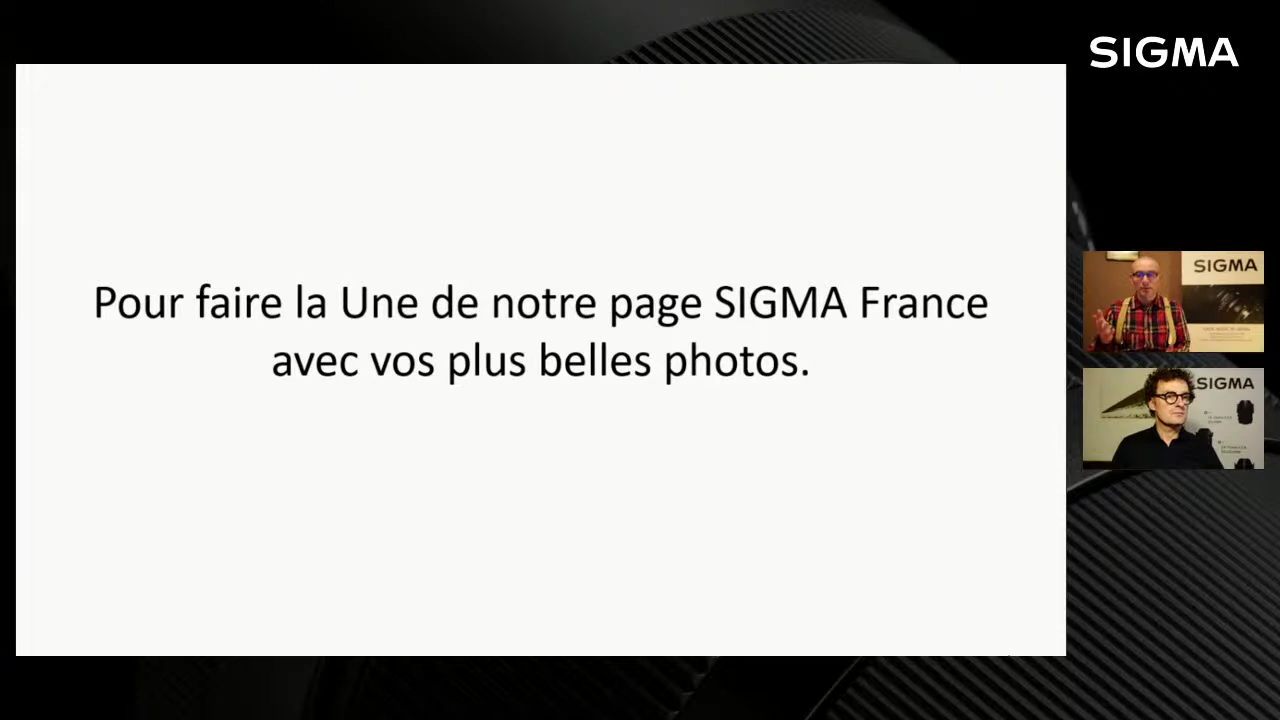 SIGMA
Pour faire la Une de notre page SIGMA France
avec vos plus belles photos.
SIGMA
SIGMA